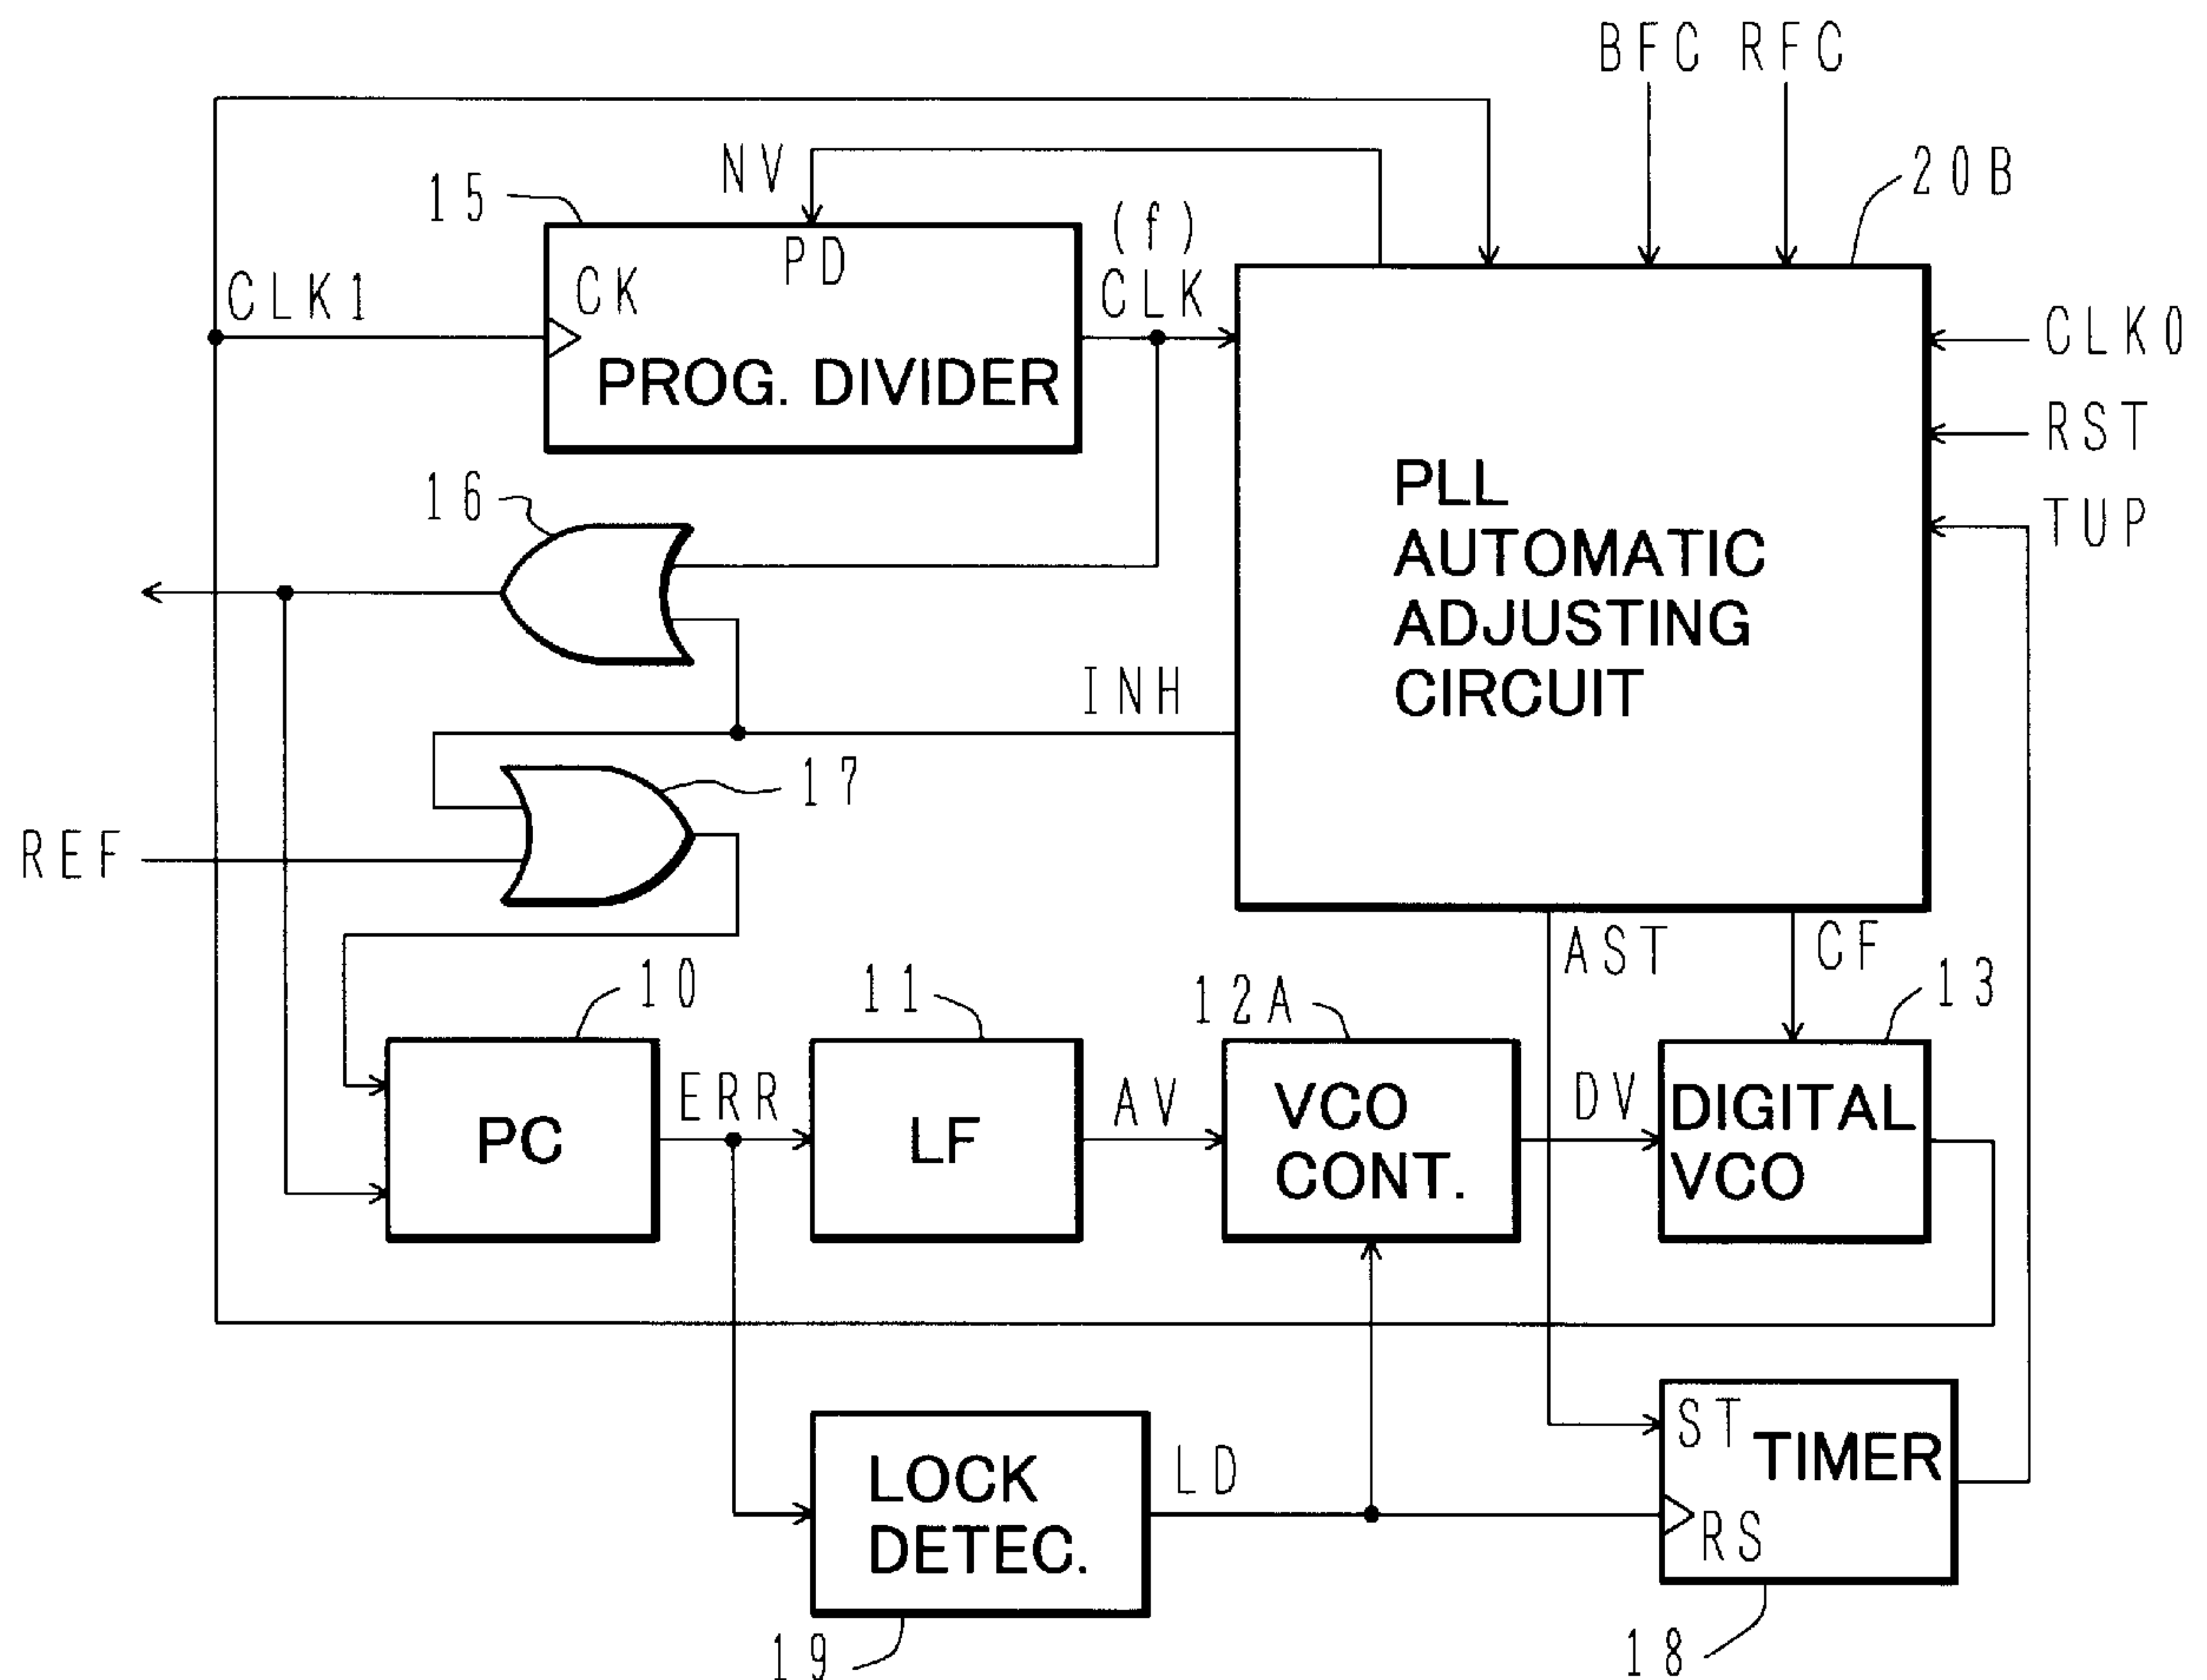 BFC RFC
NV
15
20B
(f)
PD
CLK1
CK
CLK
CLK0
PROG. DIVIDER
RST
16
PLL
TUP
AUTOMATIC
ADJUSTING
CIRCUIT
INH
17
REF
AST
CF
10
11
12A
13
ERR
AV
VCO
CONT.
DV
DIGITAL
VCO
PC
LF
ST
TIMER
LOCK
DETEC.
LD
RS
19
18